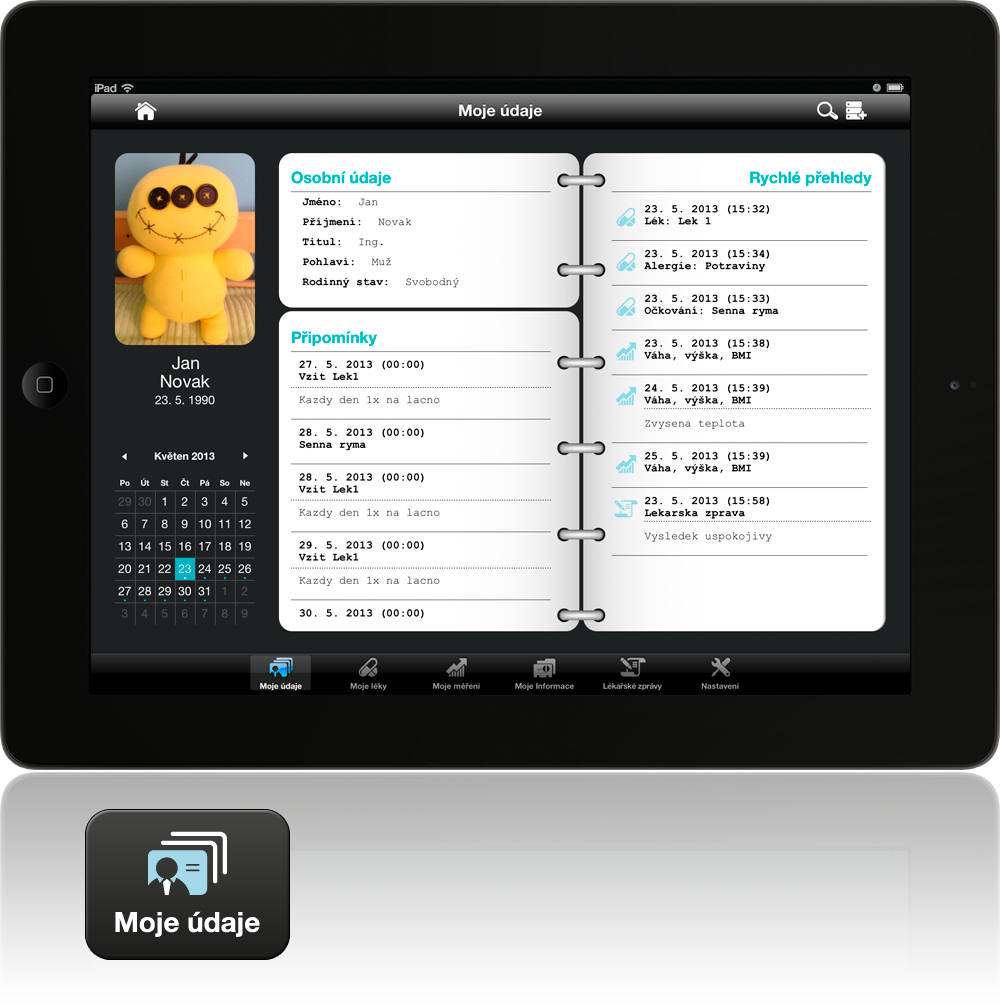 iPad
Moje údaje
Jan
Novak
23. 5. 1990
Květen 2013
Po Út St Čt Pá So Ne
29 30 1 2 3 4 5
6 7 8 9 10 11 12
13 14 15 16 17 18 19
20 21 22 23 24 25 26
27 28 29 30 31 1 2
3 4 5 6 7 8 9
Osobní údaje
Jméno: Jan
Příjmení: Novak
Titul: Ing.
Pohlaví: Muž
Rodinný stav: Svobodný
Připomínky
27. 5. 2013 (00:00)
Vzit Lek1
Kazdy den 1x na lacno
28. 5. 2013 (00:00)
Senna ryma
28. 5. 2013 (00:00)
Vzit Lek1
Kazdy den 1x na lacno
29. 5. 2013 (00:00)
Vzit Lek1
Kazdy den 1x na lacno
30. 5. 2013 (00:00)
Rychlé přehledy
23. 5. 2013 (15:32)
Lék: Lek 1
23. 5. 2013 (15:34)
Alergie: Potraviny
23. 5. 2013 (15:33)
Očkování: Senna ryma
23. 5. 2013 (15:38)
Váha, výška, BMI
24. 5. 2013 (15:39)
Váha, výška, BMI
Zvysena teplota
25. 5. 2013 (15:39)
Váha, výška, BMI
23. 5. 2013 (15:58)
Lekarska zprava
Vysledek uspokojivy
Moje údaje
Moje léky
Moje měření
Moje Informace
Lékařské zprávy
Nastavení
Moje údaje